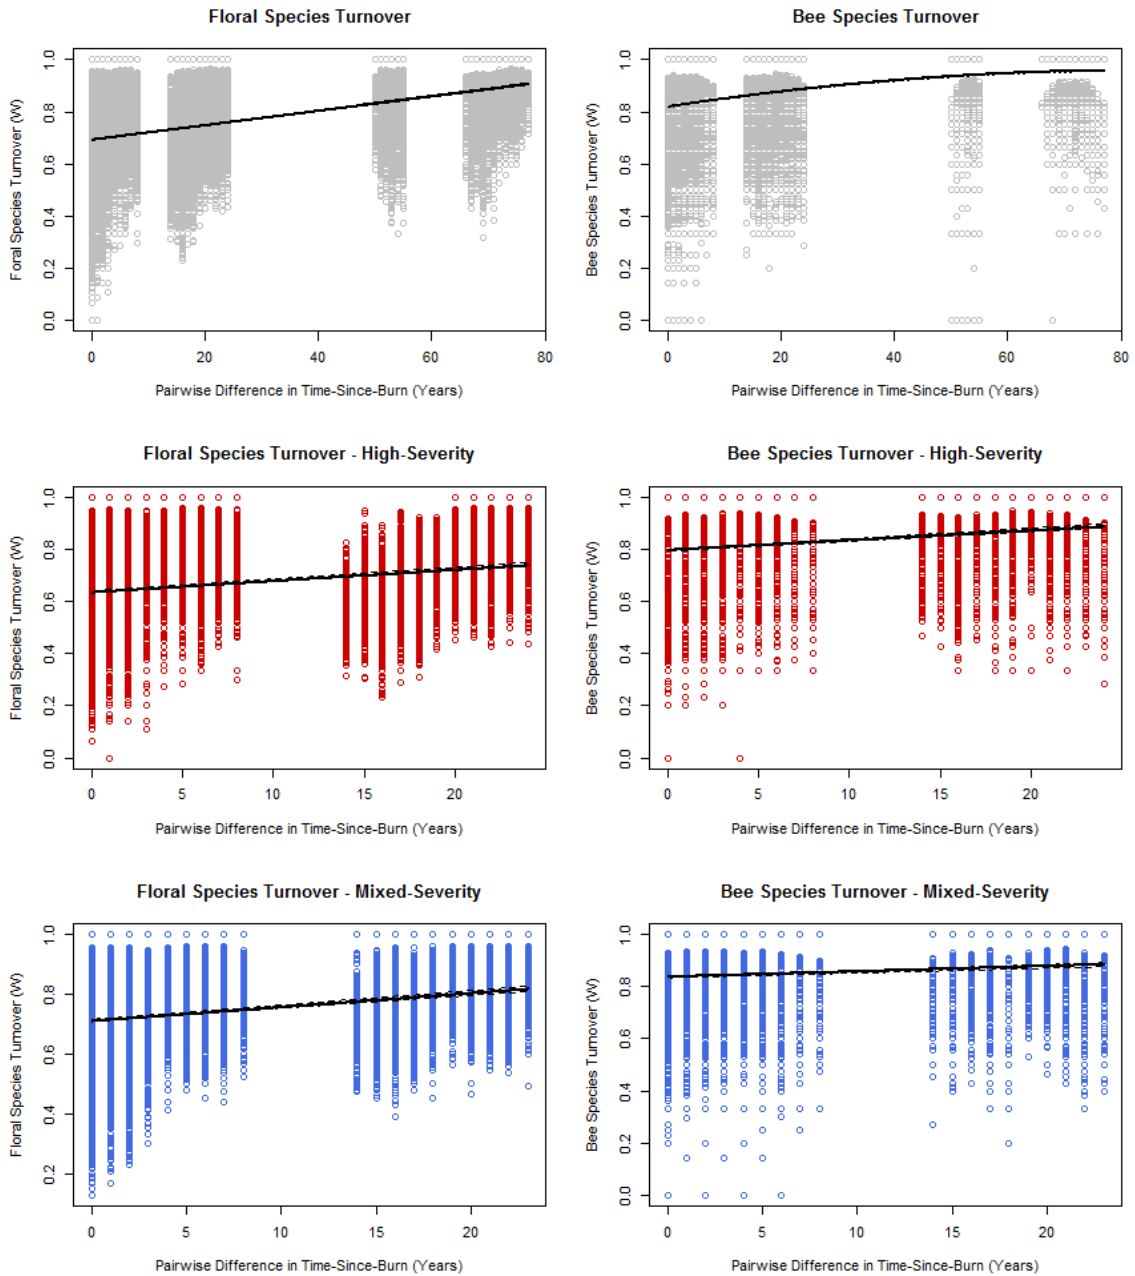 Floral Species Turnover
Foral Species Turnover (W)
1.0
0.8
0.6
0.4
0.2
0.0
0 20 40 60 80
Pairwise Difference in Time-Since-Burn (Years)
Bee Species Turnover
Bee Species Turnover (W)
1.0
0.8
0.6
0.4
0.2
0.0
0 20 40 60 80
Pairwise Difference in Time-Since-Burn (Years)
Floral Species Turnover - High-Severity
Floral Species Turnover (W)
1.0
0.8
0.6
0.4
0.2
0.0
0 5 10 15 20
Pairwise Difference in Time-Since-Burn (Years)
Bee Species Turnover - High-Severity
Bee Species Turnover (W)
1.0
0.8
0.6
0.4
0.2
0.0
0 5 10 15 20
Pairwise Difference in Time-Since-Burn (Years)
Floral Species Turnover - Mixed-Severity
Floral Species Turnover (W)
1.0
0.8
0.6
0.4
0.2
0 5 10 15 20
Pairwise Difference in Time-Since-Burn (Years)
Bee Species Turnover - Mixed-Severity
Bee Species Turnover (W)
1.0
0.8
0.6
0.4
0.2
0.0
0 5 10 15 20
Pairwise Difference in Time-Since-Burn (Years)